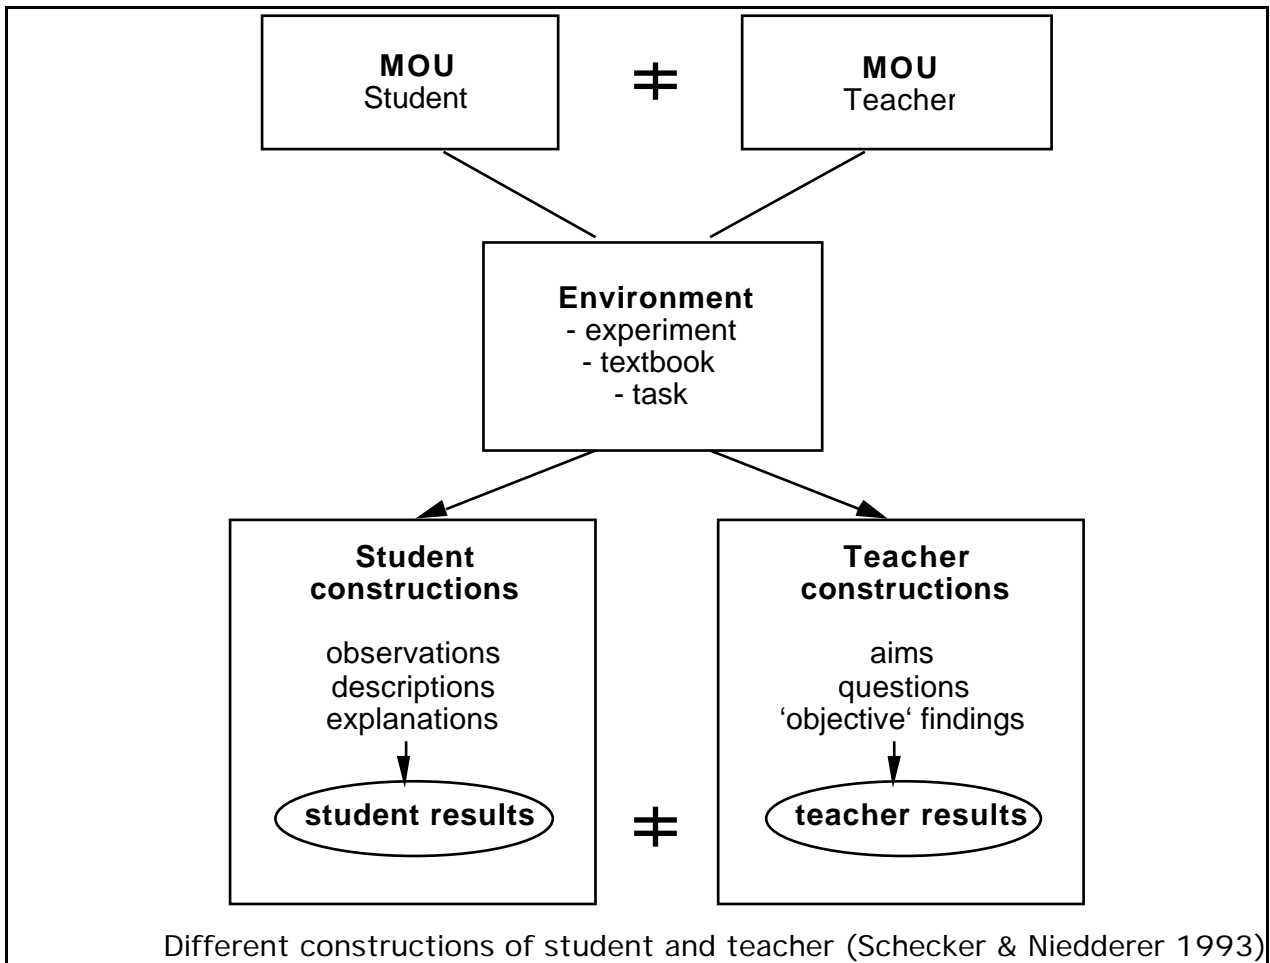 MOU
Student
≠
MOU
Teacher
Environment
- experiment
- textbook
- task
Student
constructions
observations
descriptions
explanations
student results
≠
Teacher
constructions
aims
questions
‘objective‘ findings
teacher results
Different constructions of student and teacher (Schecker & Niedderer 1993)